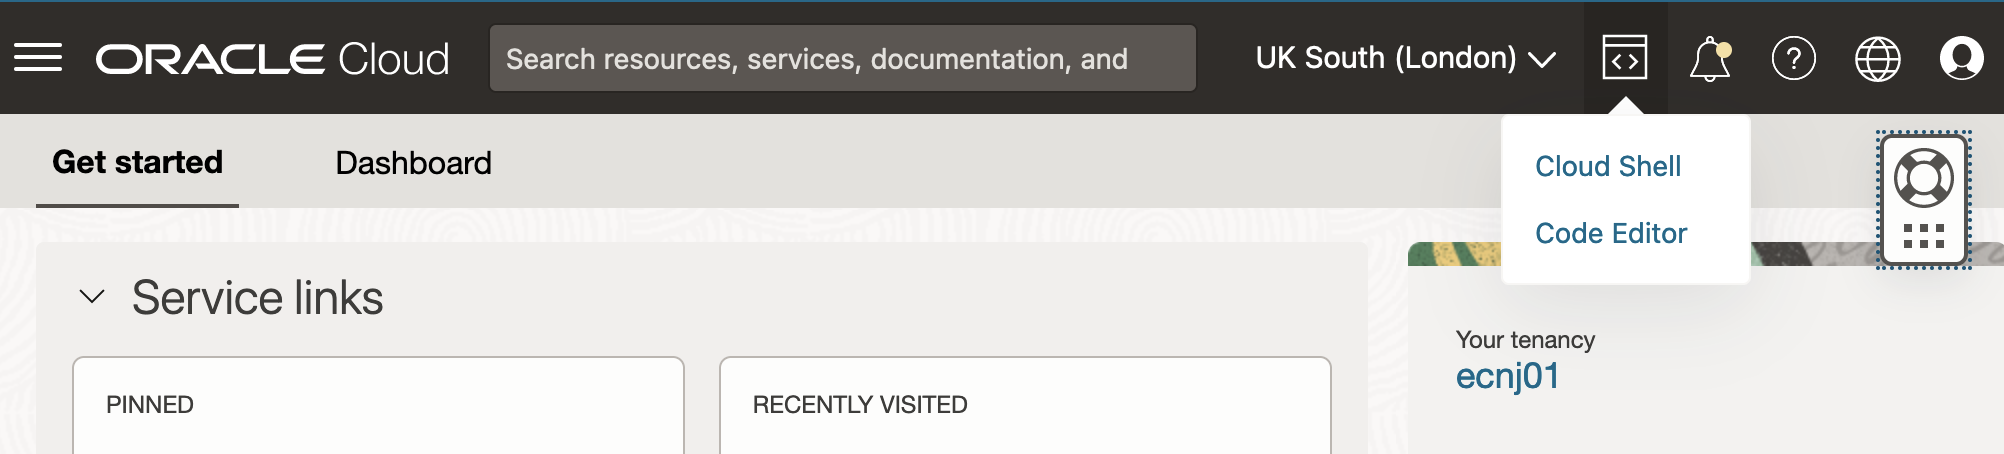 ORACLE Cloud
Search resources, services, documentation, and
UK South (London)
Get started
Dashboard
Cloud Shell
Code Editor
Service links
PINNED
RECENTLY VISITED
Your tenancy
ecnj01